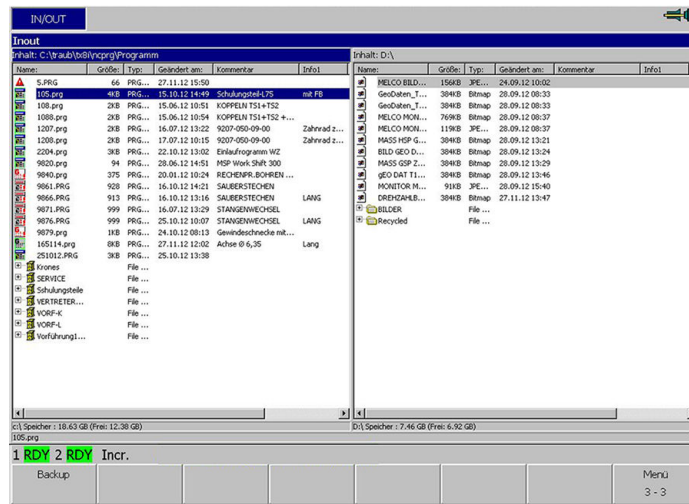 IN/OUT
Inout
Inhalt: C:\traub\tx8i\ncprg\Programm
Name: Größe: Typ: Geändert am: Kommentar Info1
5.PRG 66 PRG... 27.11.12 15:50
105.prg 4KB PRG... 15.10.12 14:49 Schulungsteil-L75 mit FB
108.prg 2KB PRG... 15.06.12 10:51 KOPPELN TS1+TS2
1088.prg 2KB PRG... 15.06.12 10:54 KOPPELN TS1+TS2 +...
1207.prg 2KB PRG... 16.07.12 13:22 9207-050-09-00 Zahnrad z...
1208.prg 2KB PRG... 17.07.12 10:15 9207-050-09-00 Zahnrad z...
2204.prg 3KB PRG... 22.10.12 13:02 Einlaufrogramm WZ
9820.prg 94 PRG... 28.06.12 14:51 MSP Work Shift 300
9840.prg 375 PRG... 20.01.12 10:24 RECHENPR.BOHREN ...
9861.PRG 928 PRG... 16.10.12 14:21 SAUBERSTECHEN
9866.PRG 913 PRG... 16.10.12 13:16 SAUBERSTECHEN LANG
9871.PRG 999 PRG... 16.07.12 13:29 STANGENWECHSEL
9876.PRG 999 PRG... 25.10.12 10:07 STANGENWECHSEL LANG
9879.prg 1KB PRG... 24.10.12 08:13 Gewindeschnecke mit...
165114.prg 8KB PRG... 27.11.12 12:02 Achse Ø 6,35 Lang
251012.PRG 3KB PRG... 25.10.12 13:38
Krones File ...
SERVICE File ...
Sshulungsteile File ...
VERTRETER... File ...
VORF-K File ...
VORF-L File ...
Vorführung1... File ...
c:\ Speicher : 18.63 GB (Frei: 12.38 GB)
Inhalt: D:\
Name: Größe: Typ: Geändert am: Kommentar Info1
MELCO BILD... 156KB JPE... 24.09.12 10:02
GeoDaten_T... 384KB Bitmap 28.09.12 08:33
GeoDaten_T... 384KB Bitmap 28.09.12 08:33
MELCO MON... 769KB Bitmap 28.09.12 08:37
MELCO MON... 119KB JPE... 28.09.12 08:37
MASS HSP G... 384KB Bitmap 28.09.12 13:21
BILD GEO D... 384KB Bitmap 28.09.12 13:24
MASS GSP Z... 384KB Bitmap 28.09.12 13:29
gEO DAT T1... 384KB Bitmap 28.09.12 13:46
MONITOR M... 91KB JPE... 28.09.12 15:40
DREHZAHLB... 384KB Bitmap 27.11.12 13:47
BILDER File ...
Recycled File ...
D:\ Speicher : 7.46 GB (Frei: 6.92 GB)
105.prg
1 RDY 2 RDY Incr.
Backup
Menü
3 - 3